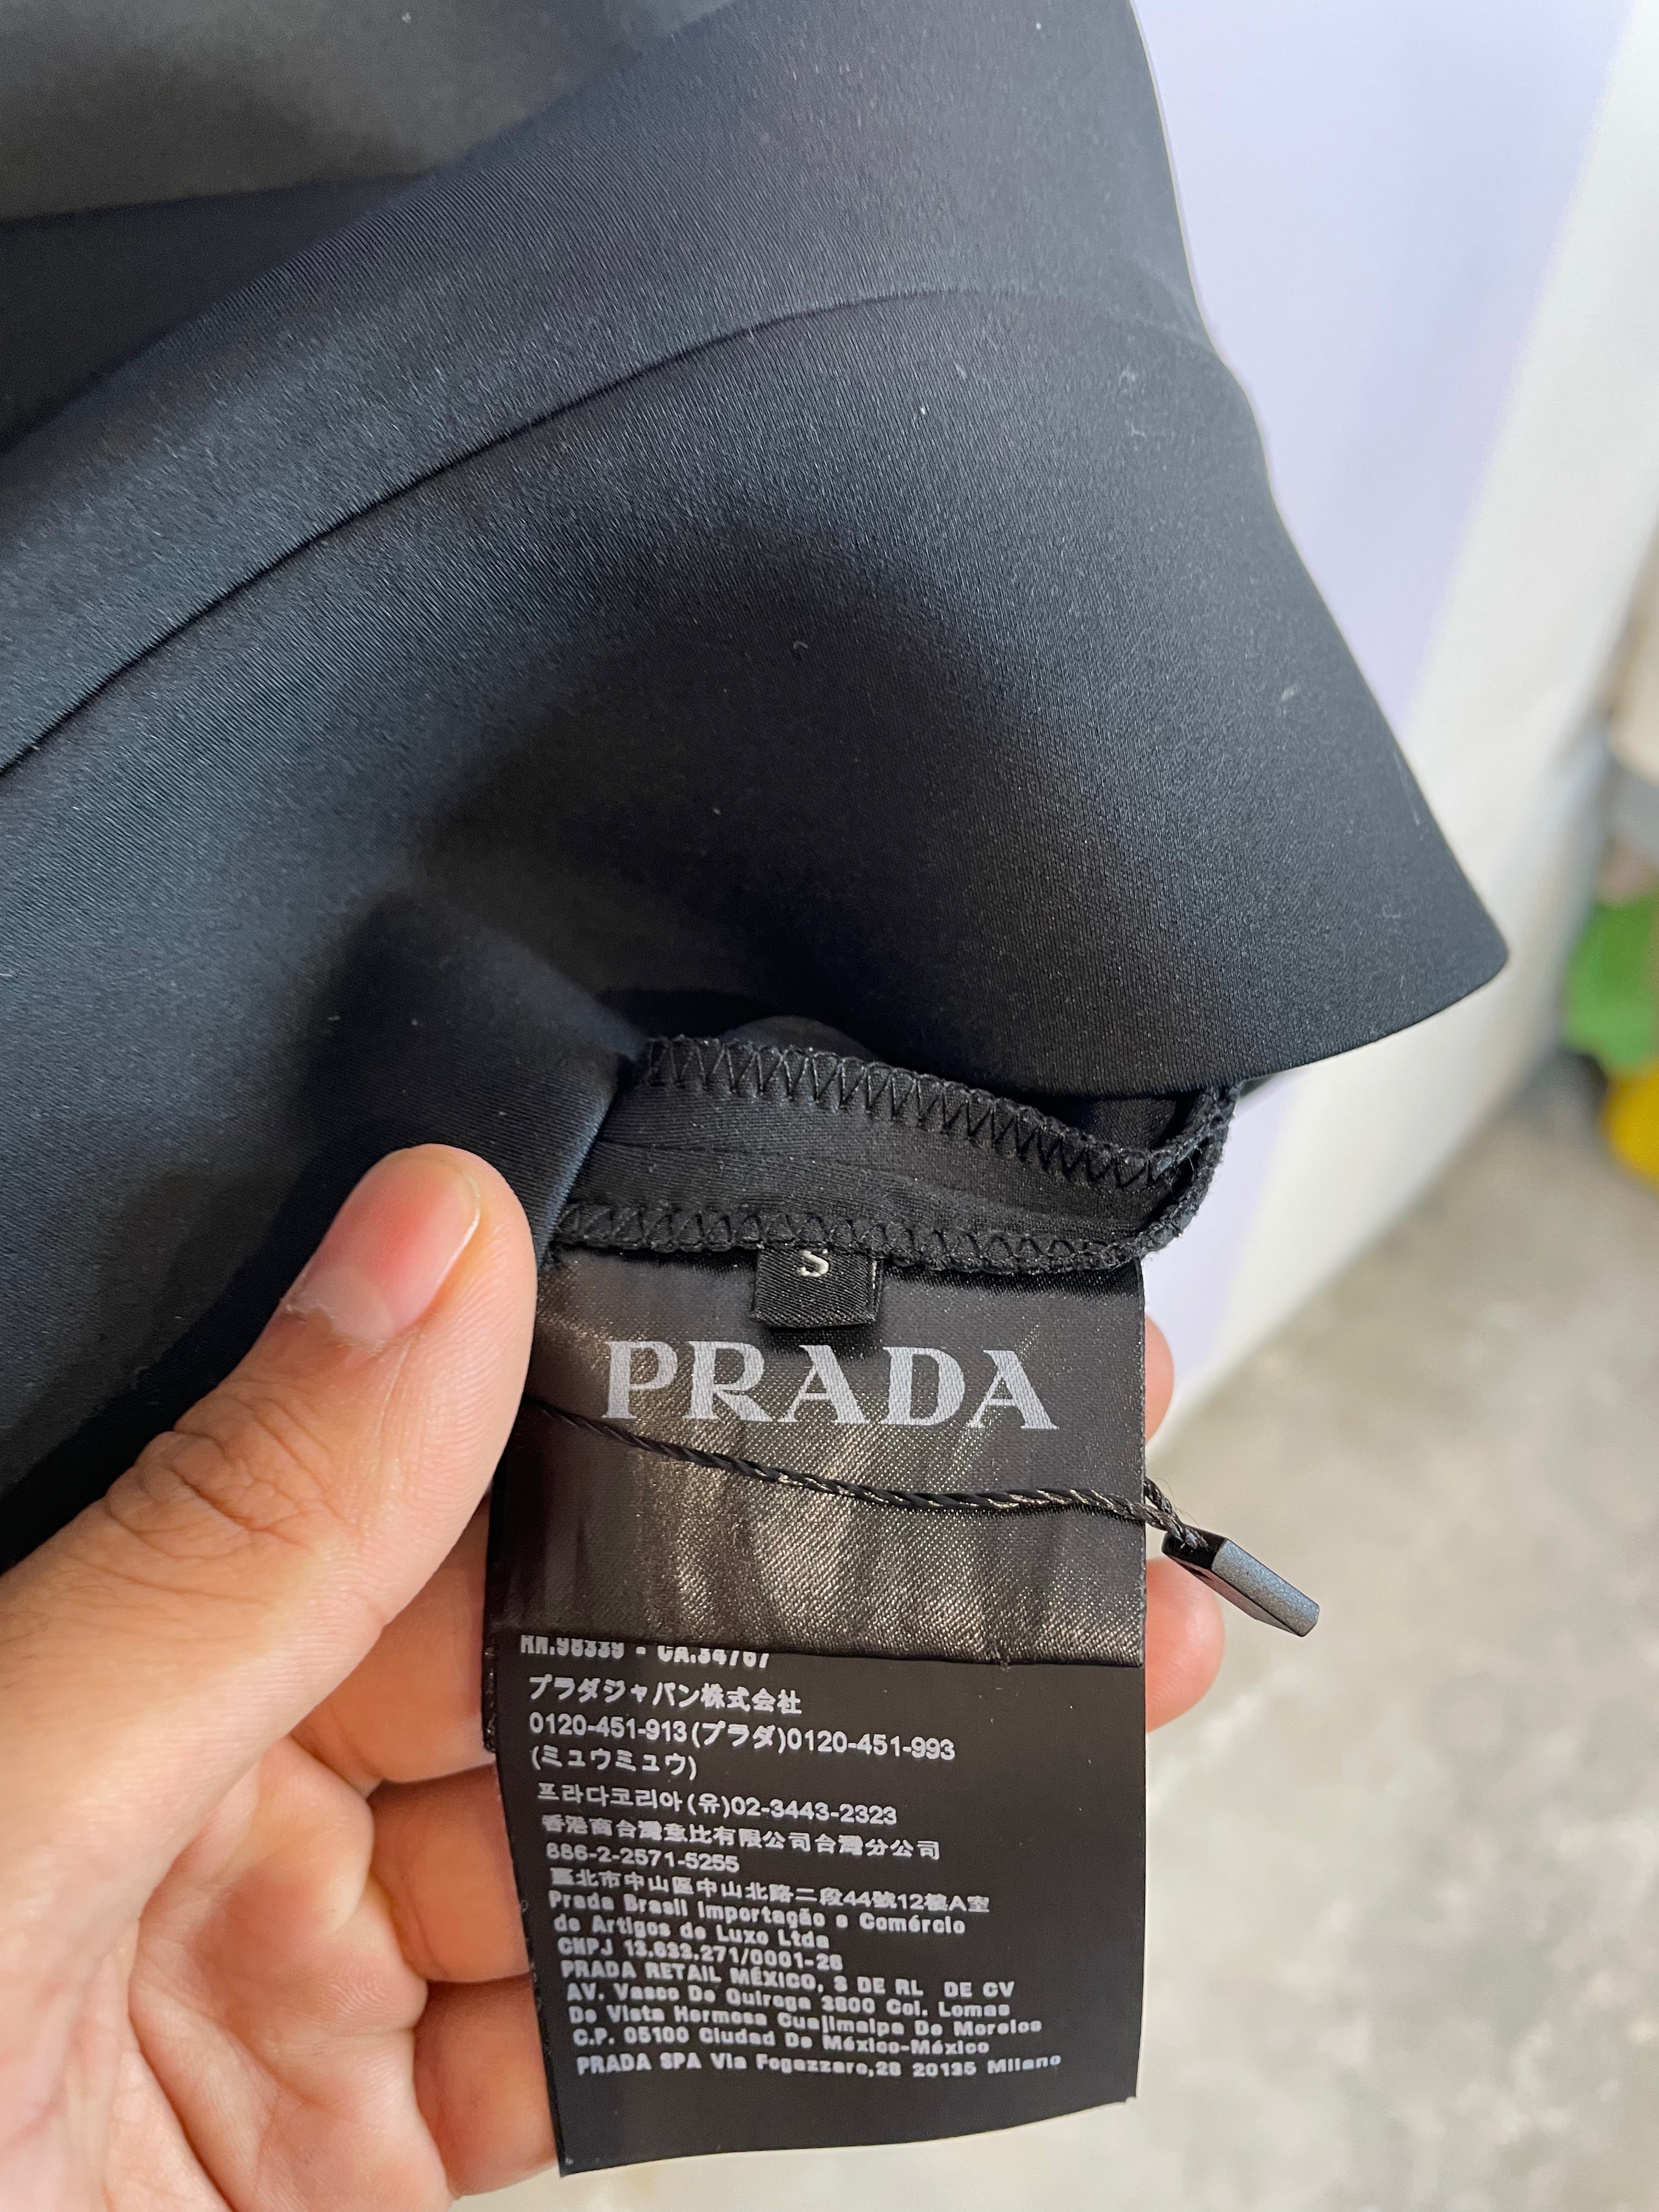 S
PRADA
RN.98339 - CA.34767
プラダジャパン株式会社
0120-451-913(プラダ)0120-451-993
(ミュウミュウ)
프라다코리아(유)02-3443-2323
香港商台灣意比有限公司台灣分公司
886-2-2571-5255
臺北市中山區中山北路二段44號12樓A室
Prada Brasil Importação e Comércio
de Artigos de Luxo Ltda
CNPJ 13.633.271/0001-28
PRADA RETAIL MÉXICO, S DE RL DE CV
AV. Vasco De Quiroga 3800 Col. Lomas
De Vista Hermosa Cuajimalpa De Morelos
C.P. 05100 Ciudad De México-México
PRADA SPA Via Fogazzaro,28 20135 Milano